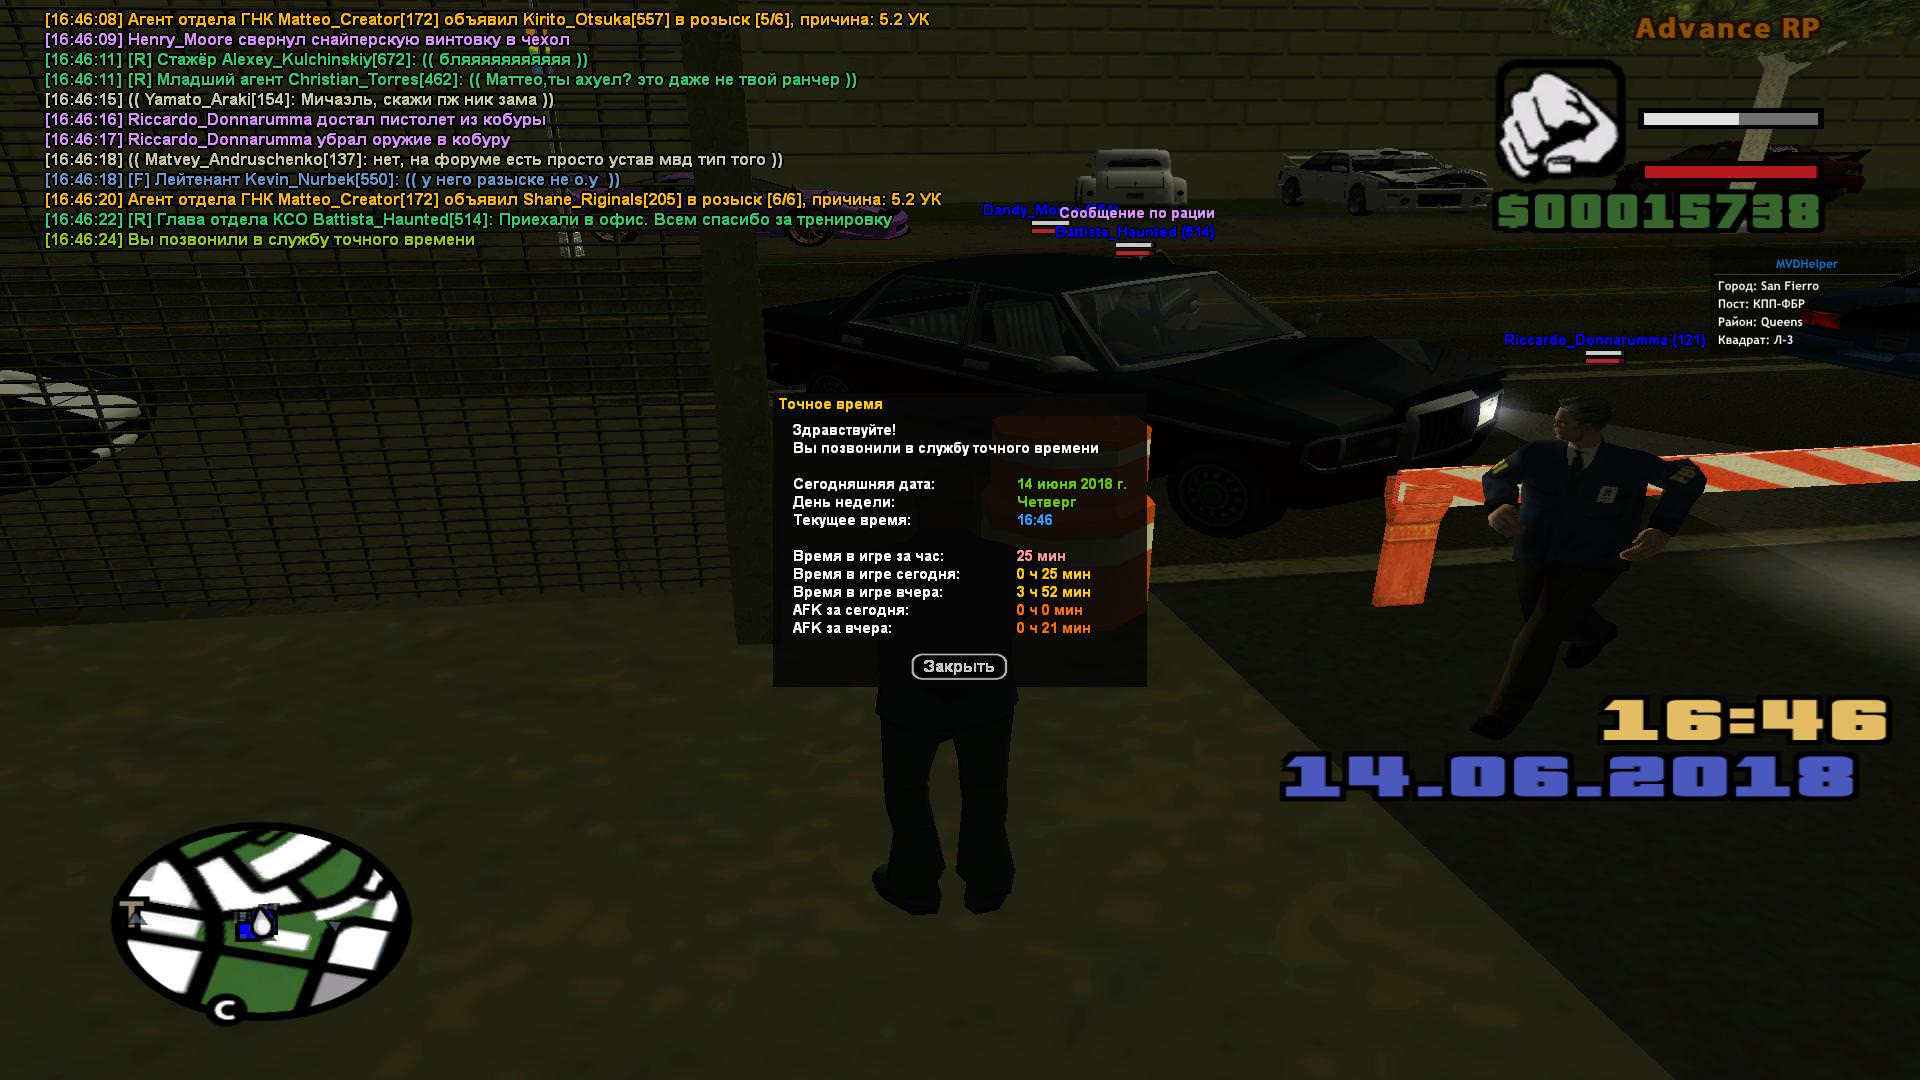 [16:46:08] Агент отдела ГНК Matteo_Creator[172] объявил Kirito_Otsuka[557] в розыск [5/6], причина: 5.2 УК
[16:46:09] Henry_Moore свернул снайперскую винтовку в чехол
[16:46:11] [R] Стажёр Alexey_Kulchinskiy[672]: (( бляяяяяяяяяяя ))
[16:46:11] [R] Младший агент Christian_Torres[462]: (( Маттео,ты ахуел? это даже не твой ранчер ))
[16:46:15] (( Yamato_Araki[154]: Мичаэль, скажи пж ник зама ))
[16:46:16] Riccardo_Donnarumma достал пистолет из кобуры
[16:46:17] Riccardo_Donnarumma убрал оружие в кобуру
[16:46:18] (( Matvey_Andruschenko[137]: нет, на форуме есть просто устав мвд тип того ))
[16:46:18] [F] Лейтенант Kevin_Nurbek[550]: (( у него разыске не о.у ))
[16:46:20] Агент отдела ГНК Matteo_Creator[172] объявил Shane_Riginals[205] в розыск [6/6], причина: 5.2 УК
[16:46:22] [R] Глава отдела КСО Battista_Haunted[514]: Приехали в офис. Всем спасибо за тренировку
[16:46:24] Вы позвонили в службу точного времени
Advance RP
$00015738
Сообщение по рации
Battista_Haunted (514)
MVDHelper
Город: San Fierro
Пост: КПП-ФБР
Район: Queens
Квадрат: Л-3
Riccardo_Donnarumma (121)
Точное время
Здравствуйте!
Вы позвонили в службу точного времени
Сегодняшняя дата: 14 июня 2018 г.
День недели: Четверг
Текущее время: 16:46
Время в игре за час: 25 мин
Время в игре сегодня: 0 ч 25 мин
Время в игре вчера: 3 ч 52 мин
AFK за сегодня: 0 ч 0 мин
AFK за вчера: 0 ч 21 мин
Закрыть
16:46
14.06.2018
T
C